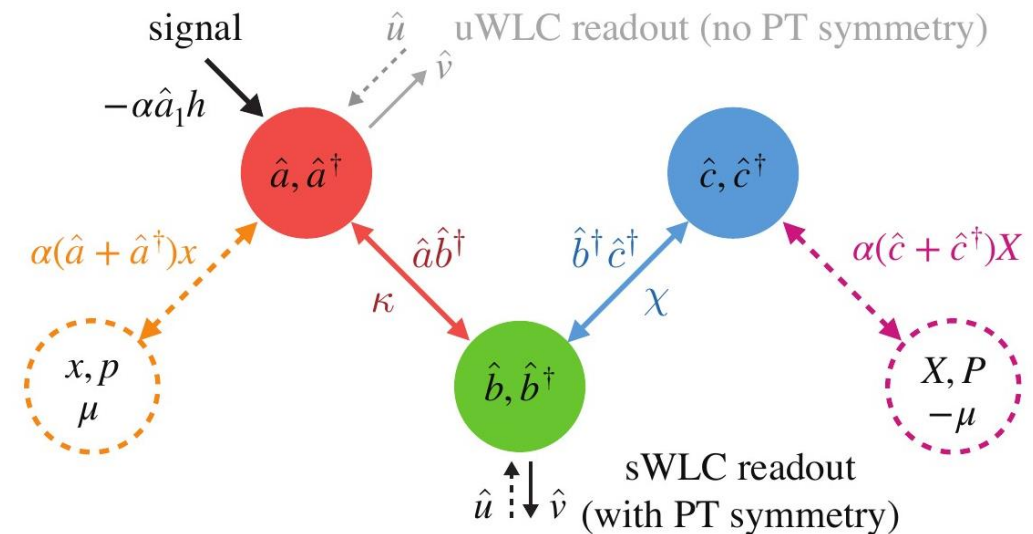 signal
û uWLC readout (no PT symmetry)
v̂
−αâ₁h
â, â†
ĉ, ĉ†
α(â + â†)x
âb̂†
b̂†ĉ†
α(ĉ + ĉ†)X
κ
χ
x, p
μ
b̂, b̂†
X, P
−μ
sWLC readout
û v̂ (with PT symmetry)